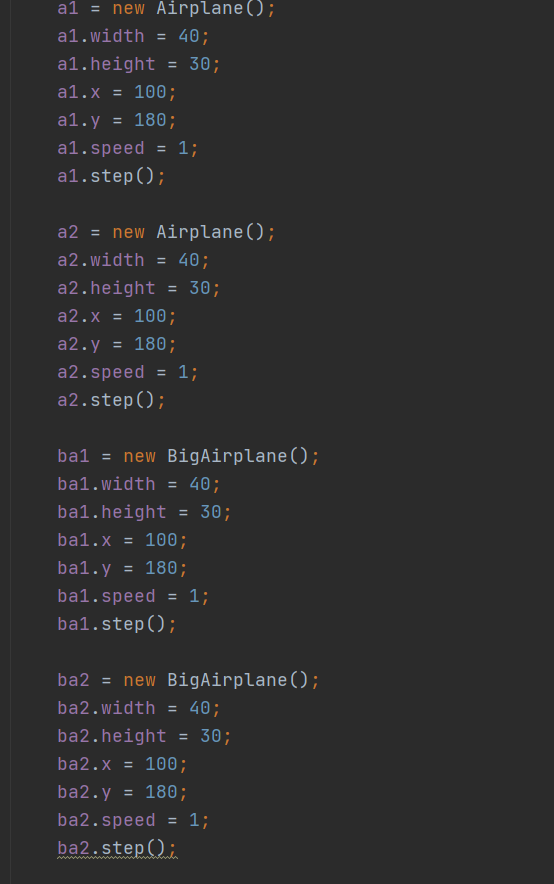 a1 = new Airplane();
a1.width = 40;
a1.height = 30;
a1.x = 100;
a1.y = 180;
a1.speed = 1;
a1.step();
a2 = new Airplane();
a2.width = 40;
a2.height = 30;
a2.x = 100;
a2.y = 180;
a2.speed = 1;
a2.step();
ba1 = new BigAirplane();
ba1.width = 40;
ba1.height = 30;
ba1.x = 100;
ba1.y = 180;
ba1.speed = 1;
ba1.step();
ba2 = new BigAirplane();
ba2.width = 40;
ba2.height = 30;
ba2.x = 100;
ba2.y = 180;
ba2.speed = 1;
ba2.step();